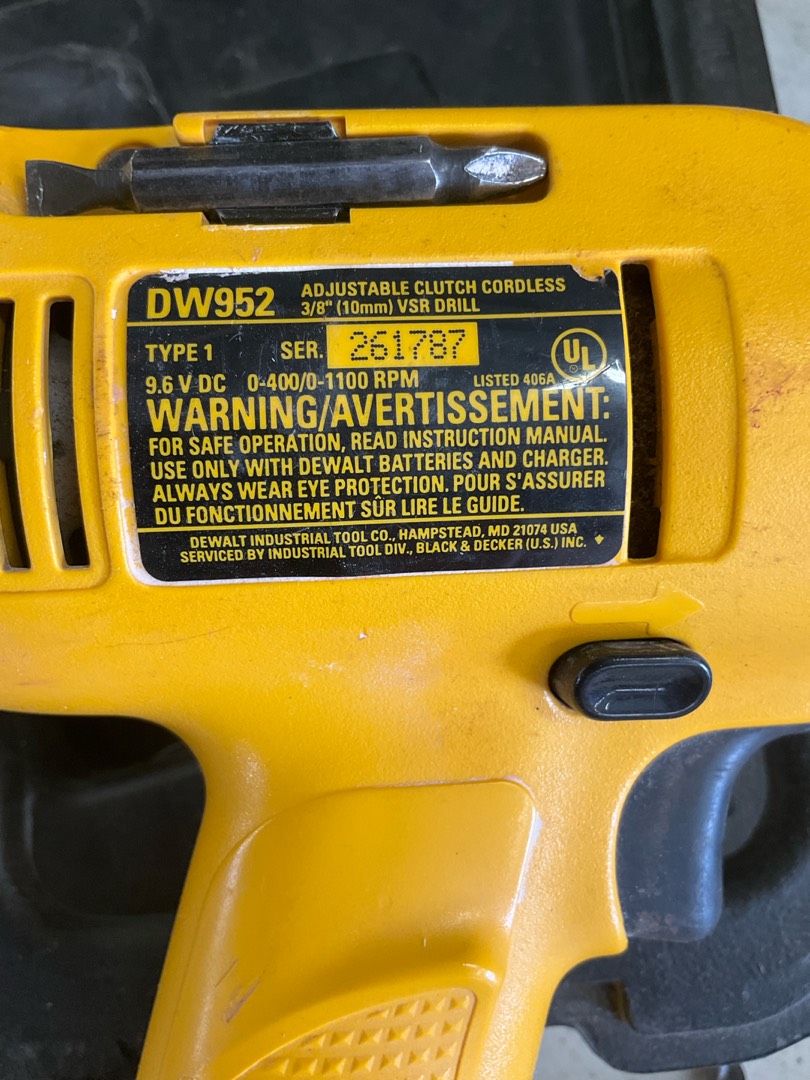 DW952 ADJUSTABLE CLUTCH CORDLESS
3/8" (10mm) VSR DRILL
TYPE 1 SER. 261787
UL
9.6 V DC 0-400/0-1100 RPM LISTED 406A
WARNING/AVERTISSEMENT:
FOR SAFE OPERATION, READ INSTRUCTION MANUAL.
USE ONLY WITH DEWALT BATTERIES AND CHARGER.
ALWAYS WEAR EYE PROTECTION. POUR S'ASSURER
DU FONCTIONNEMENT SÛR LIRE LE GUIDE.
DEWALT INDUSTRIAL TOOL CO., HAMPSTEAD, MD 21074 USA
SERVICED BY INDUSTRIAL TOOL DIV., BLACK & DECKER (U.S.) INC.